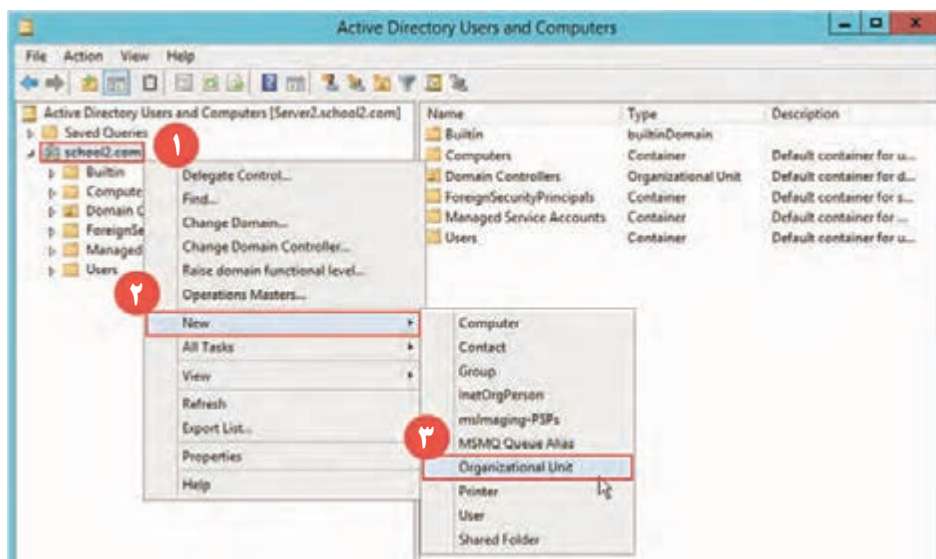 Active Directory Users and Computers
File Action View Help
Active Directory Users and Computers [Server2.school2.com]
Saved Queries
school2.com
Builtin
Compute
Domain C
ForeignSe
Managed
Users
۱
Delegate Control...
Find...
Change Domain...
Change Domain Controller...
Raise domain functional level...
Operations Masters...
۲
New
All Tasks
View
Refresh
Export List...
Properties
Help
Computer
Contact
Group
InetOrgPerson
msImaging-PSPs
MSMQ Queue Alias
۳
Organizational Unit
Printer
User
Shared Folder
Name Type Description
Builtin builtinDomain
Computers Container Default container for u...
Domain Controllers Organizational Unit Default container for d...
ForeignSecurityPrincipals Container Default container for s...
Managed Service Accounts Container Default container for ...
Users Container Default container for u...